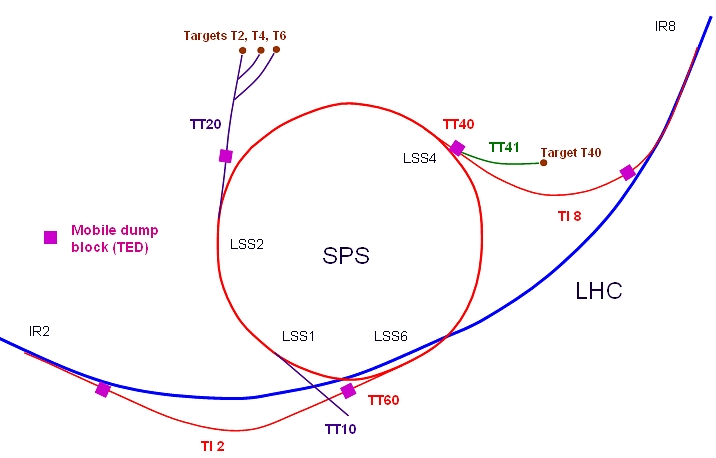 IR8
Targets T2, T4, T6
TT20
TT40
TT41
Target T40
LSS4
TI 8
Mobile dump
block (TED)
LSS2
SPS
LHC
IR2
LSS1
LSS6
TT60
TT10
TI 2